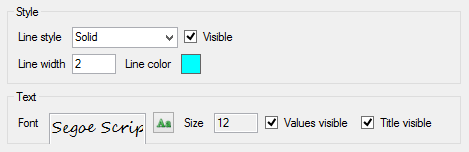 Style
Line style Solid Visible
Line width 2 Line color
Text
Font Segoe Scrip Aa Size 12 Values visible Title visible